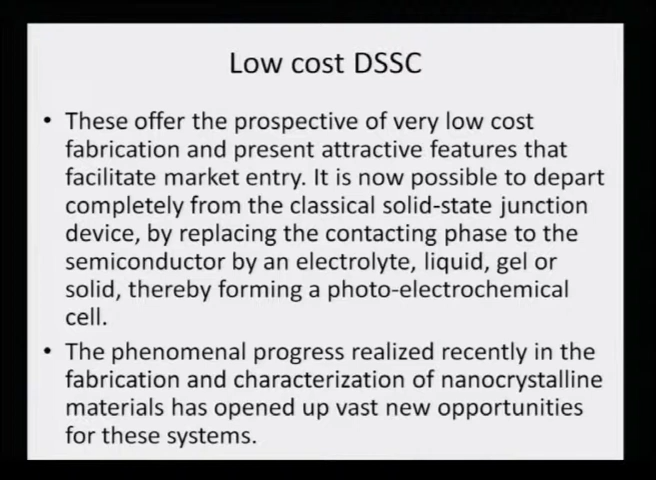 Low cost DSSC
• These offer the prospective of very low cost
fabrication and present attractive features that
facilitate market entry. It is now possible to depart
completely from the classical solid-state junction
device, by replacing the contacting phase to the
semiconductor by an electrolyte, liquid, gel or
solid, thereby forming a photo-electrochemical
cell.
• The phenomenal progress realized recently in the
fabrication and characterization of nanocrystalline
materials has opened up vast new opportunities
for these systems.